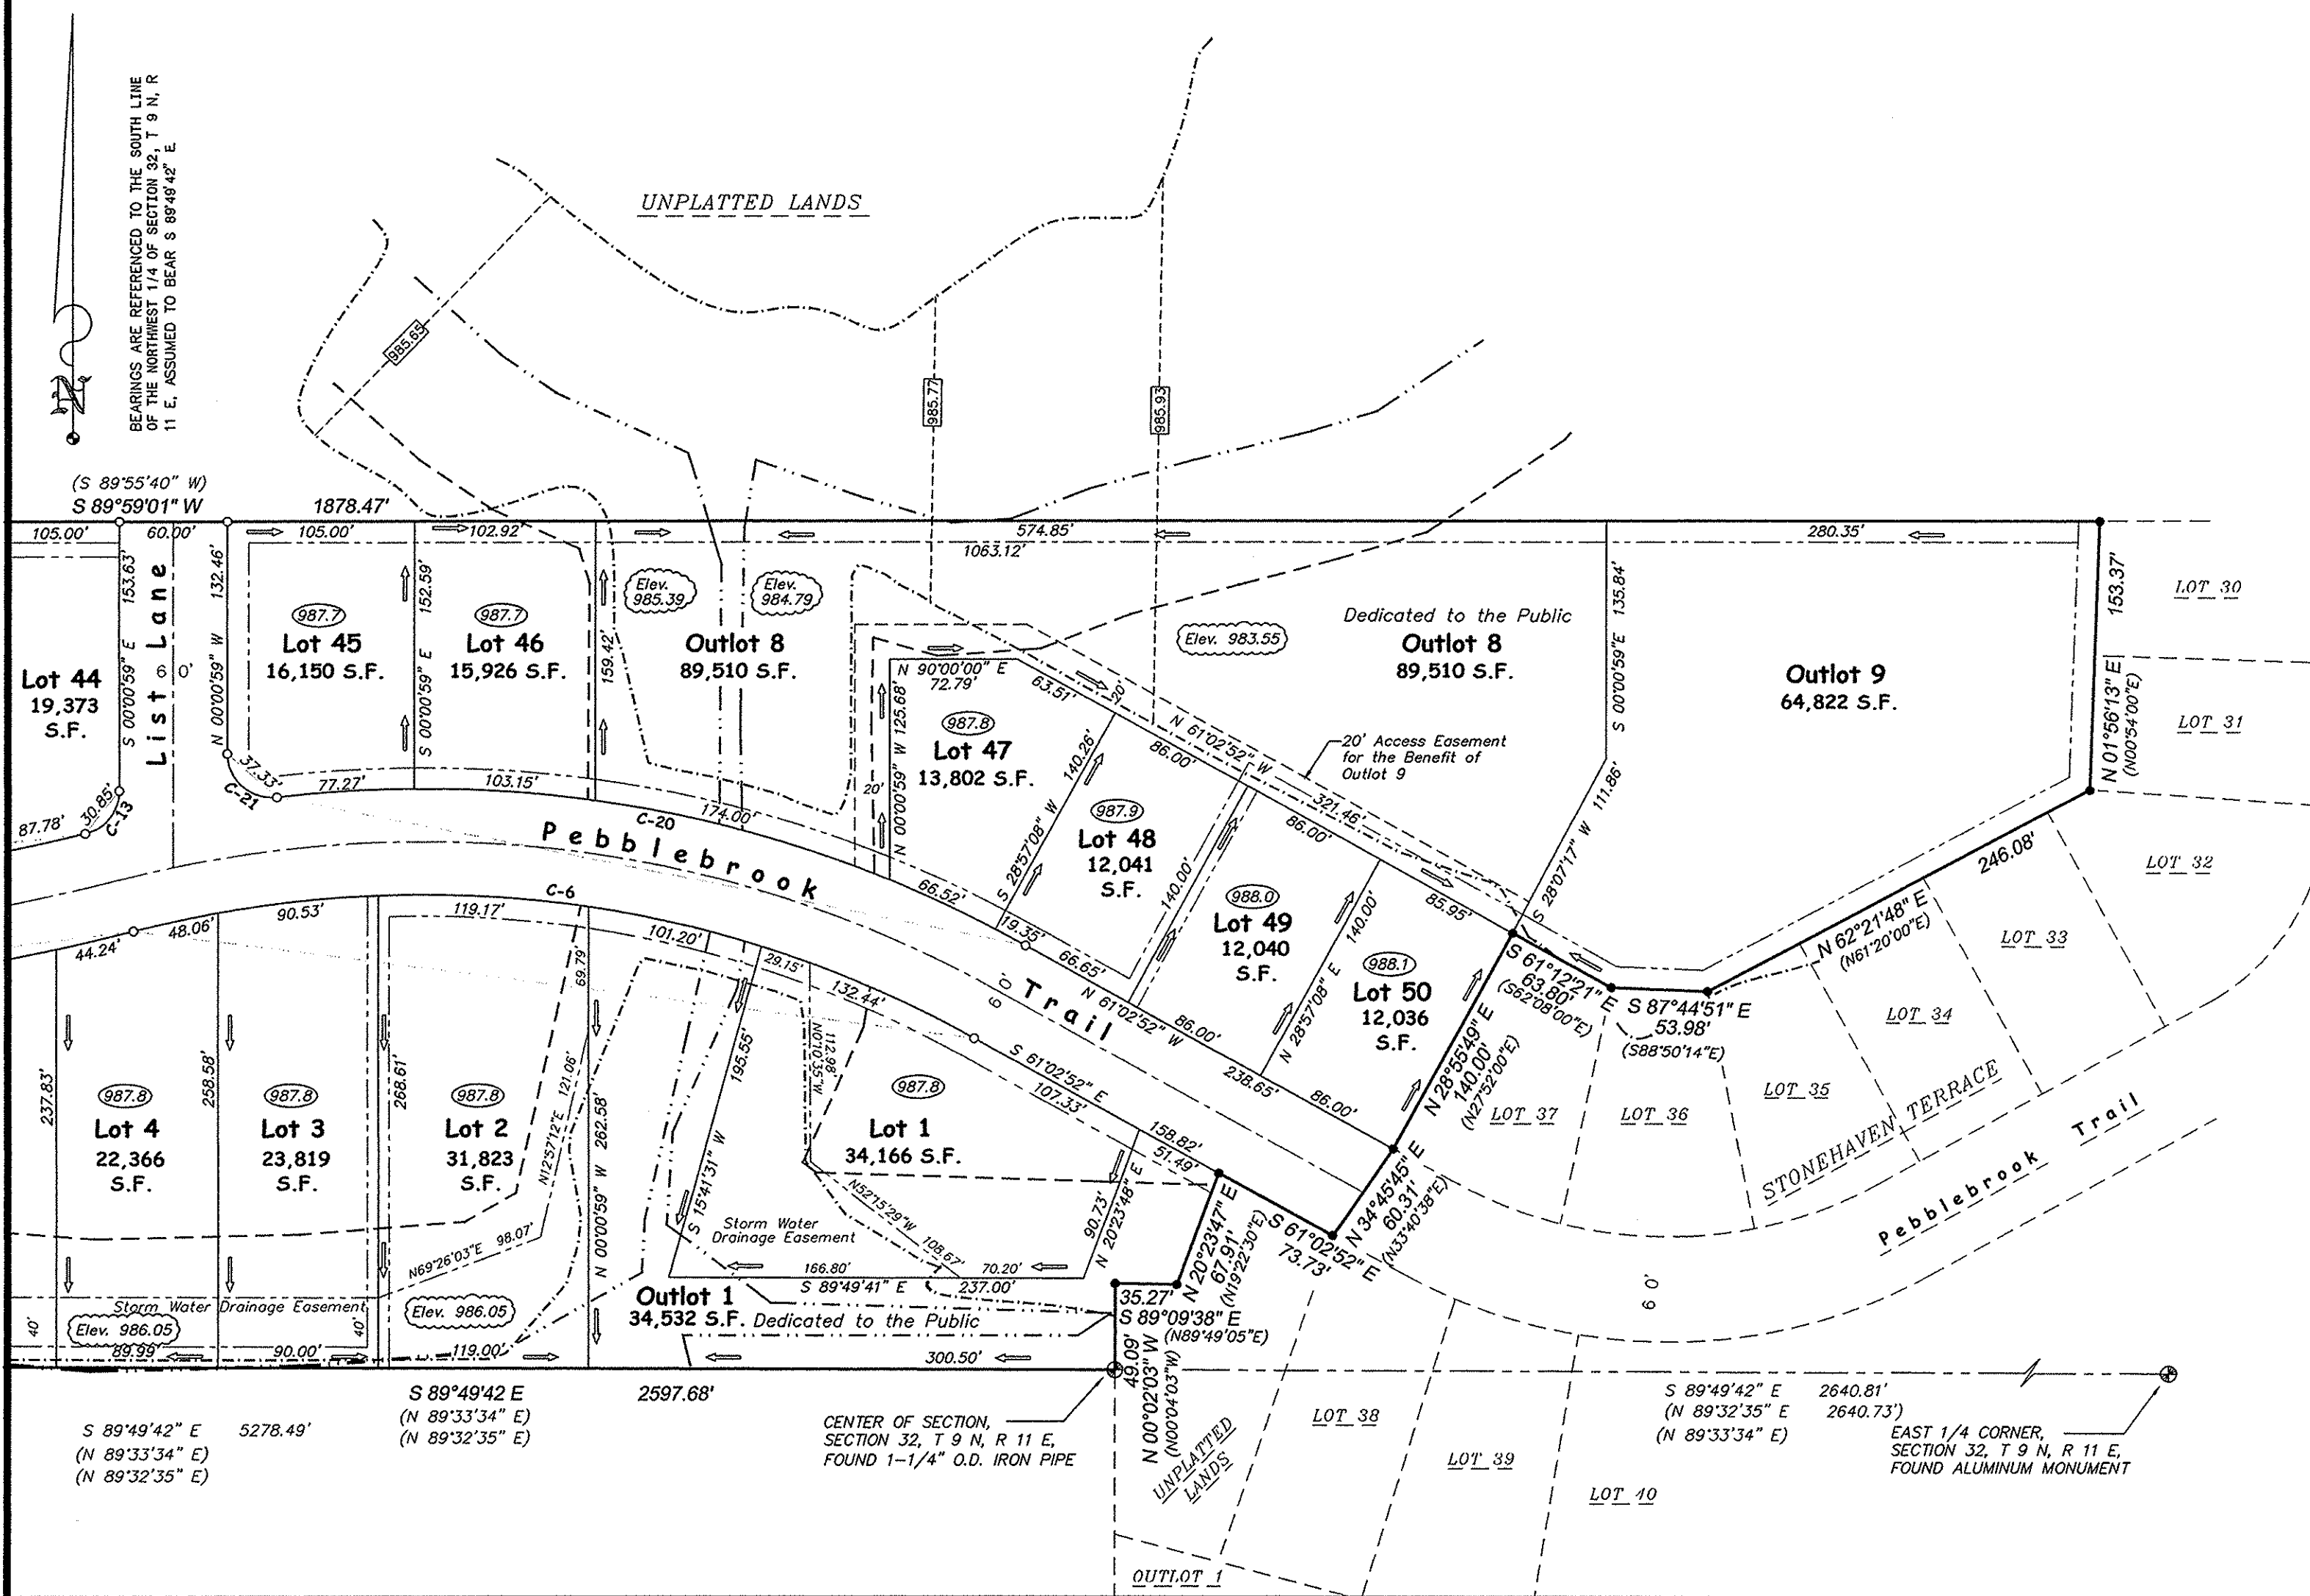 BEARINGS ARE REFERENCED TO THE SOUTH LINE
OF THE NORTHWEST 1/4 OF SECTION 32, T 9 N, R
11 E, ASSUMED TO BEAR S 89°49'42" E.
N
UNPLATTED LANDS
985.65
985.77
985.93
(S 89°55'40" W)
S 89°59'01" W
1878.47'
105.00'
60.00'
105.00'
102.92'
574.85'
1063.12'
280.35'
153.63'
S 00°00'59" E
List Lane
60'
132.46'
N 00°00'59" W
152.59'
S 00°00'59" E
159.42'
Lot 44
19,373
S.F.
987.7
Lot 45
16,150 S.F.
987.7
Lot 46
15,926 S.F.
Elev.
985.39
Elev.
984.79
Outlot 8
89,510 S.F.
Elev. 983.55
Dedicated to the Public
Outlot 8
89,510 S.F.
135.84'
S 00°00'59"E
Outlot 9
64,822 S.F.
153.37'
N 01°56'13" E
(N00°54'00"E)
LOT 30
LOT 31
LOT 32
LOT 33
LOT 34
LOT 35
LOT 36
LOT 37
N 90°00'00" E
72.79'
63.51'
20'
N 61°02'52" W
321.46'
20' Access Easement
for the Benefit of
Outlot 9
N 00°00'59" W 125.68'
20'
987.8
Lot 47
13,802 S.F.
S 28°57'08" W
140.26'
86.00'
987.9
Lot 48
12,041
S.F.
140.00'
86.00'
988.0
Lot 49
12,040
S.F.
N 28°57'08" E
140.00'
85.95'
988.1
Lot 50
12,036
S.F.
S 28°07'17" W 111.86'
246.08'
N 62°21'48" E
(N61°20'00"E)
S 61°12'21" E
63.80'
(S62°08'00"E)
S 87°44'51" E
53.98'
(S88°50'14"E)
N 28°55'49" E
140.00'
(N27°52'00"E)
87.78'
30.85'
C-13
37.33'
C-21
77.27'
103.15'
C-20
174.00'
66.52'
19.35'
66.65'
N 61°02'52" W
86.00'
238.65'
86.00'
Pebblebrook
Trail
60'
C-6
44.24'
48.06'
90.53'
119.17'
101.20'
29.15'
132.44'
S 61°02'52" E
107.33'
158.82'
51.49'
237.83'
987.8
Lot 4
22,366
S.F.
258.58'
987.8
Lot 3
23,819
S.F.
268.61'
987.8
Lot 2
31,823
S.F.
69.79'
N12°57'12"E 121.06'
N69°26'03"E 98.07'
N 00°00'59" W 262.58'
195.55'
S 15°41'31" W
112.98'
N0°10'35"W
987.8
Lot 1
34,166 S.F.
N52°15'29"W
108.67'
Storm Water
Drainage Easement
90.73'
N 20°23'48" E
166.80'
70.20'
S 89°49'41" E
237.00'
Outlot 1
34,532 S.F. Dedicated to the Public
Storm Water Drainage Easement
Elev. 986.05
Elev. 986.05
40'
40'
89.99
90.00'
119.00'
300.50'
35.27'
S 89°09'38" E
(N89°49'05"E)
N 20°23'47" E
67.91'
(N19°22'30"E)
S 61°02'52" E
73.73'
N 34°45'45" E
60.31'
(N33°40'38"E)
49.09'
N 00°02'03" W
(N00°04'03"W)
STONEHAVEN TERRACE
Pebblebrook Trail
60'
S 89°49'42" E 5278.49'
(N 89°33'34" E)
(N 89°32'35" E)
S 89°49'42 E
2597.68'
(N 89°33'34" E)
(N 89°32'35" E)
CENTER OF SECTION,
SECTION 32, T 9 N, R 11 E,
FOUND 1-1/4" O.D. IRON PIPE
UNPLATTED
LANDS
LOT 38
LOT 39
LOT 40
OUTLOT 1
S 89°49'42" E 2640.81'
(N 89°32'35" E 2640.73')
(N 89°33'34" E)
EAST 1/4 CORNER,
SECTION 32, T 9 N, R 11 E,
FOUND ALUMINUM MONUMENT